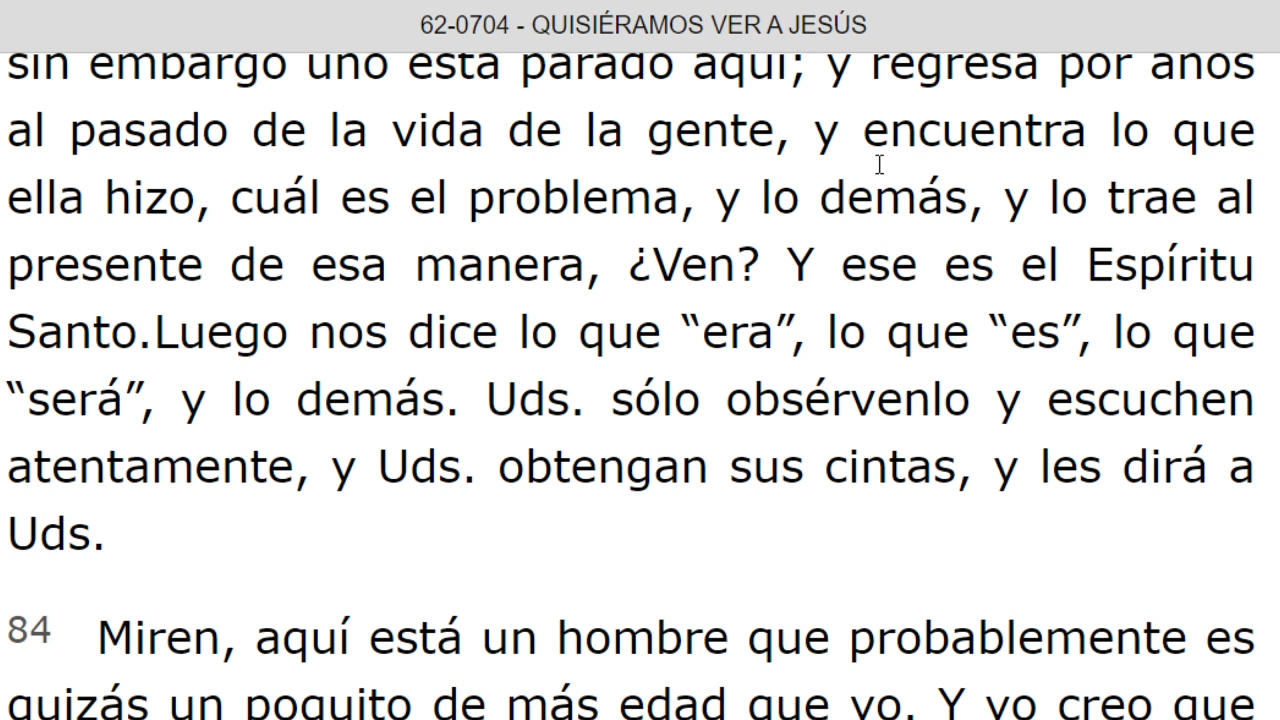 62-0704 - QUISIÉRAMOS VER A JESÚS
sin embargo uno está parado aquí; y regresa por años
al pasado de la vida de la gente, y encuentra lo que
ella hizo, cuál es el problema, y lo demás, y lo trae al
presente de esa manera, ¿Ven? Y ese es el Espíritu
Santo.Luego nos dice lo que “era”, lo que “es”, lo que
“será”, y lo demás. Uds. sólo obsérvenlo y escuchen
atentamente, y Uds. obtengan sus cintas, y les dirá a
Uds.
84 Miren, aquí está un hombre que probablemente es
quizás un poquito de más edad que yo. Y yo creo que